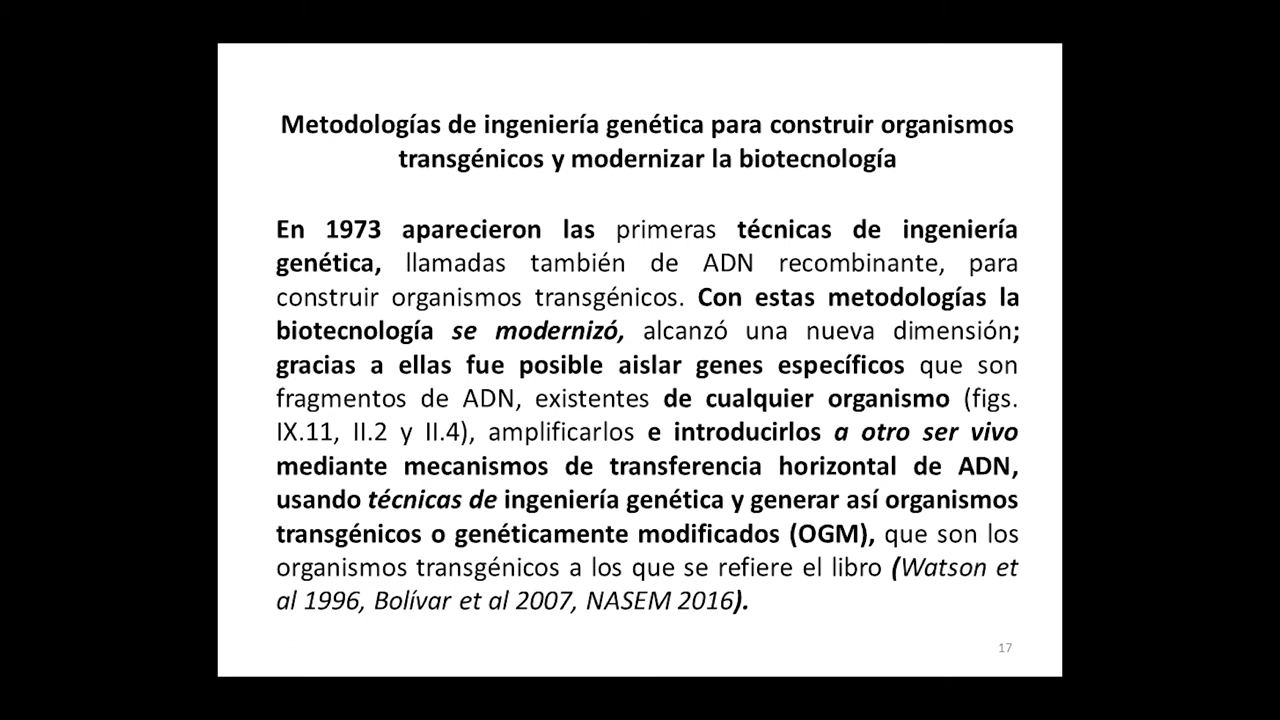 Metodologías de ingeniería genética para construir organismos
transgénicos y modernizar la biotecnología
En 1973 aparecieron las primeras técnicas de ingeniería
genética, llamadas también de ADN recombinante, para
construir organismos transgénicos. Con estas metodologías la
biotecnología se modernizó, alcanzó una nueva dimensión;
gracias a ellas fue posible aislar genes específicos que son
fragmentos de ADN, existentes de cualquier organismo (figs.
IX.11, II.2 y II.4), amplificarlos e introducirlos a otro ser vivo
mediante mecanismos de transferencia horizontal de ADN,
usando técnicas de ingeniería genética y generar así organismos
transgénicos o genéticamente modificados (OGM), que son los
organismos transgénicos a los que se refiere el libro (Watson et
al 1996, Bolívar et al 2007, NASEM 2016).
17